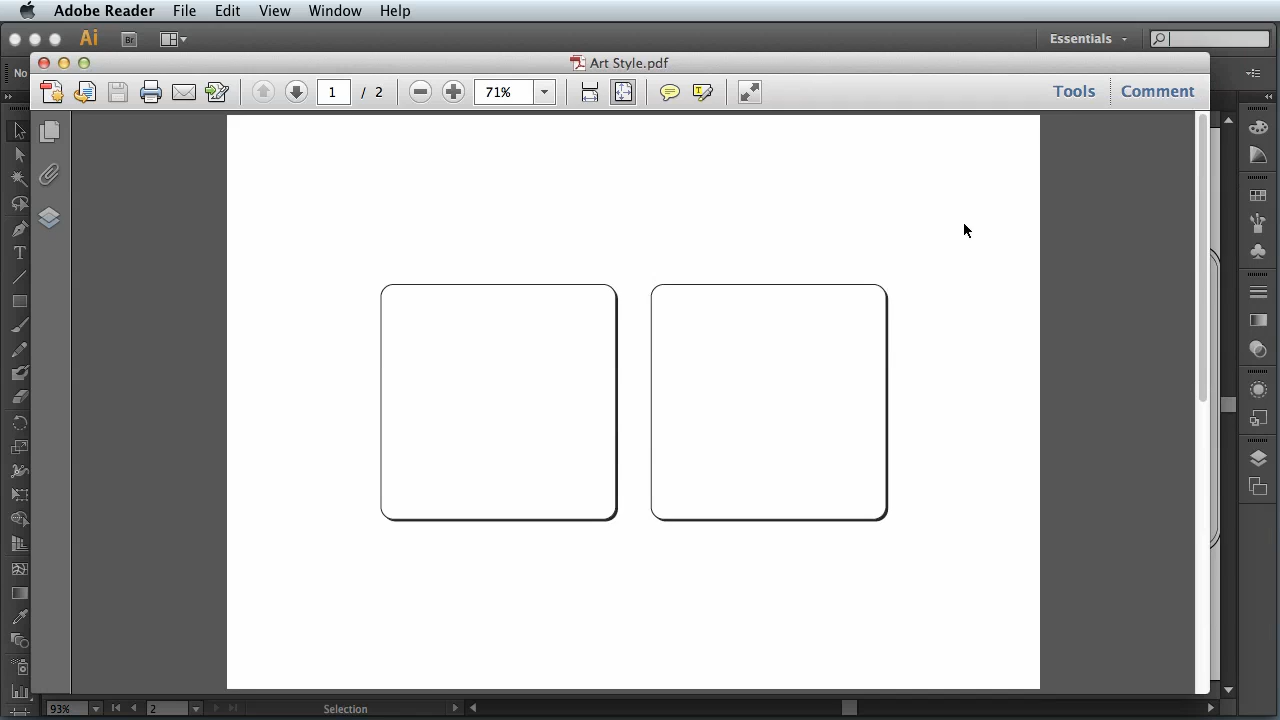 Adobe Reader File Edit View Window Help
Ai Br Essentials
Art Style.pdf
No
1 / 2 71% Tools Comment
T
93% 2 Selection